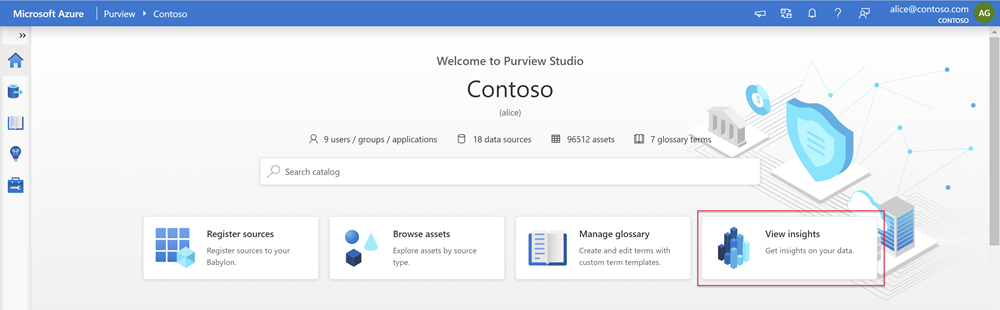 Microsoft Azure Purview Contoso alice@contoso.com
CONTOSO
AG
Welcome to Purview Studio
Contoso
(alice)
9 users / groups / applications 18 data sources 96512 assets 7 glossary terms
Search catalog
Register sources
Register sources to your
Babylon.
Browse assets
Explore assets by source
type.
Manage glossary
Create and edit terms with
custom term templates.
View insights
Get insights on your data.